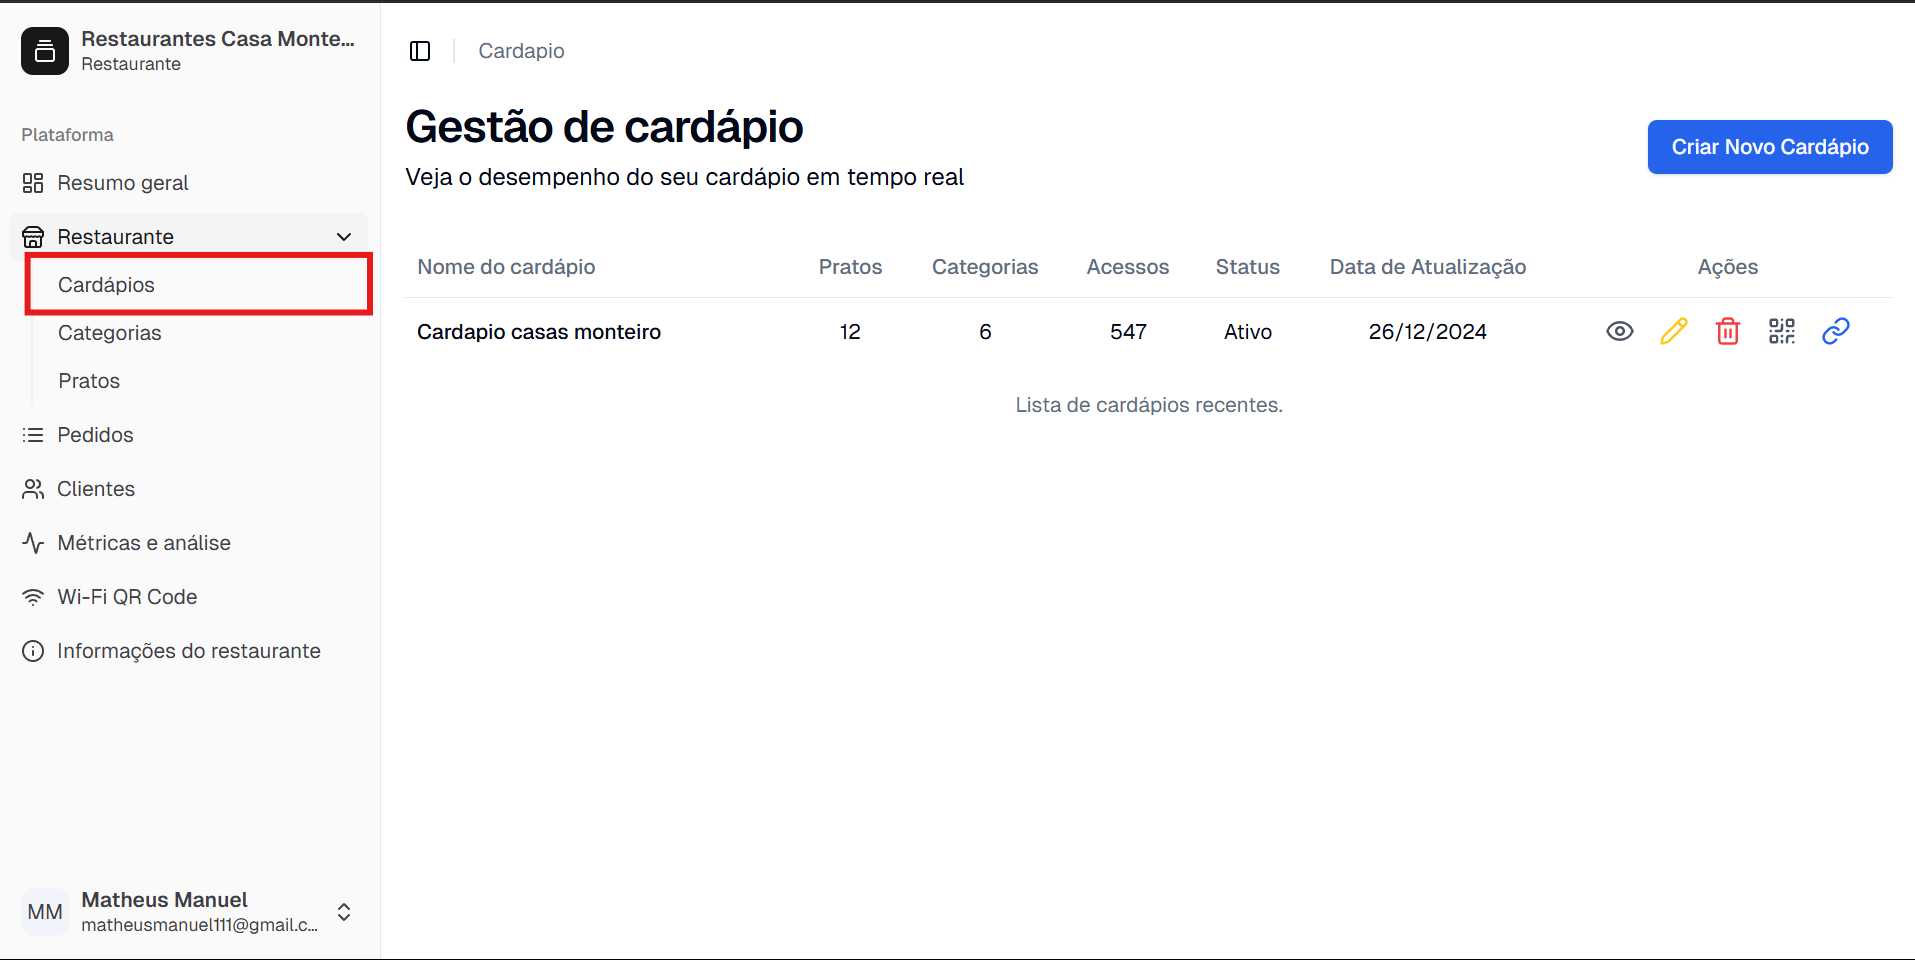 Restaurantes Casa Monte...
Restaurante
Plataforma
Resumo geral
Restaurante
Cardápios
Categorias
Pratos
Pedidos
Clientes
Métricas e análise
Wi-Fi QR Code
Informações do restaurante
MM
Matheus Manuel
matheusmanuel111@gmail.c...
Cardapio
Gestão de cardápio
Veja o desempenho do seu cardápio em tempo real
Criar Novo Cardápio
Nome do cardápio Pratos Categorias Acessos Status Data de Atualização Ações
Cardapio casas monteiro 12 6 547 Ativo 26/12/2024
Lista de cardápios recentes.